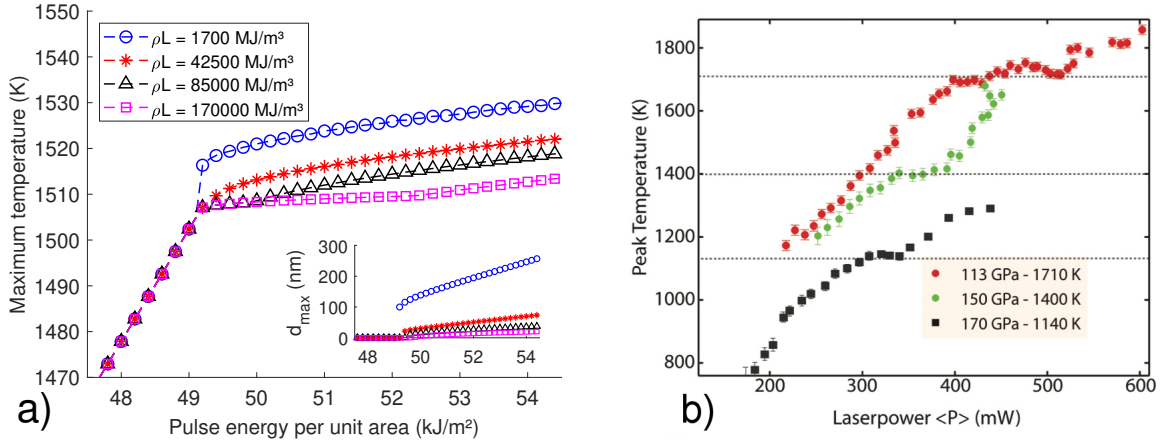 1540
1530
1520
1510
1500
1490
1480
1470
Maximum temperature (K)
ρL = 1700 MJ/m³
ρL = 42500 MJ/m³
ρL = 85000 MJ/m³
ρL = 170000 MJ/m³
300
200
100
0
d_max (nm)
48 50 52 54
48 49 50 51 52 53 54
Pulse energy per unit area (kJ/m²)
a)
1800
1600
1400
1200
1000
800
Peak Temperature (K)
113 GPa - 1710 K
150 GPa - 1400 K
170 GPa - 1140 K
200 300 400 500 600
Laserpower <P> (mW)
b)